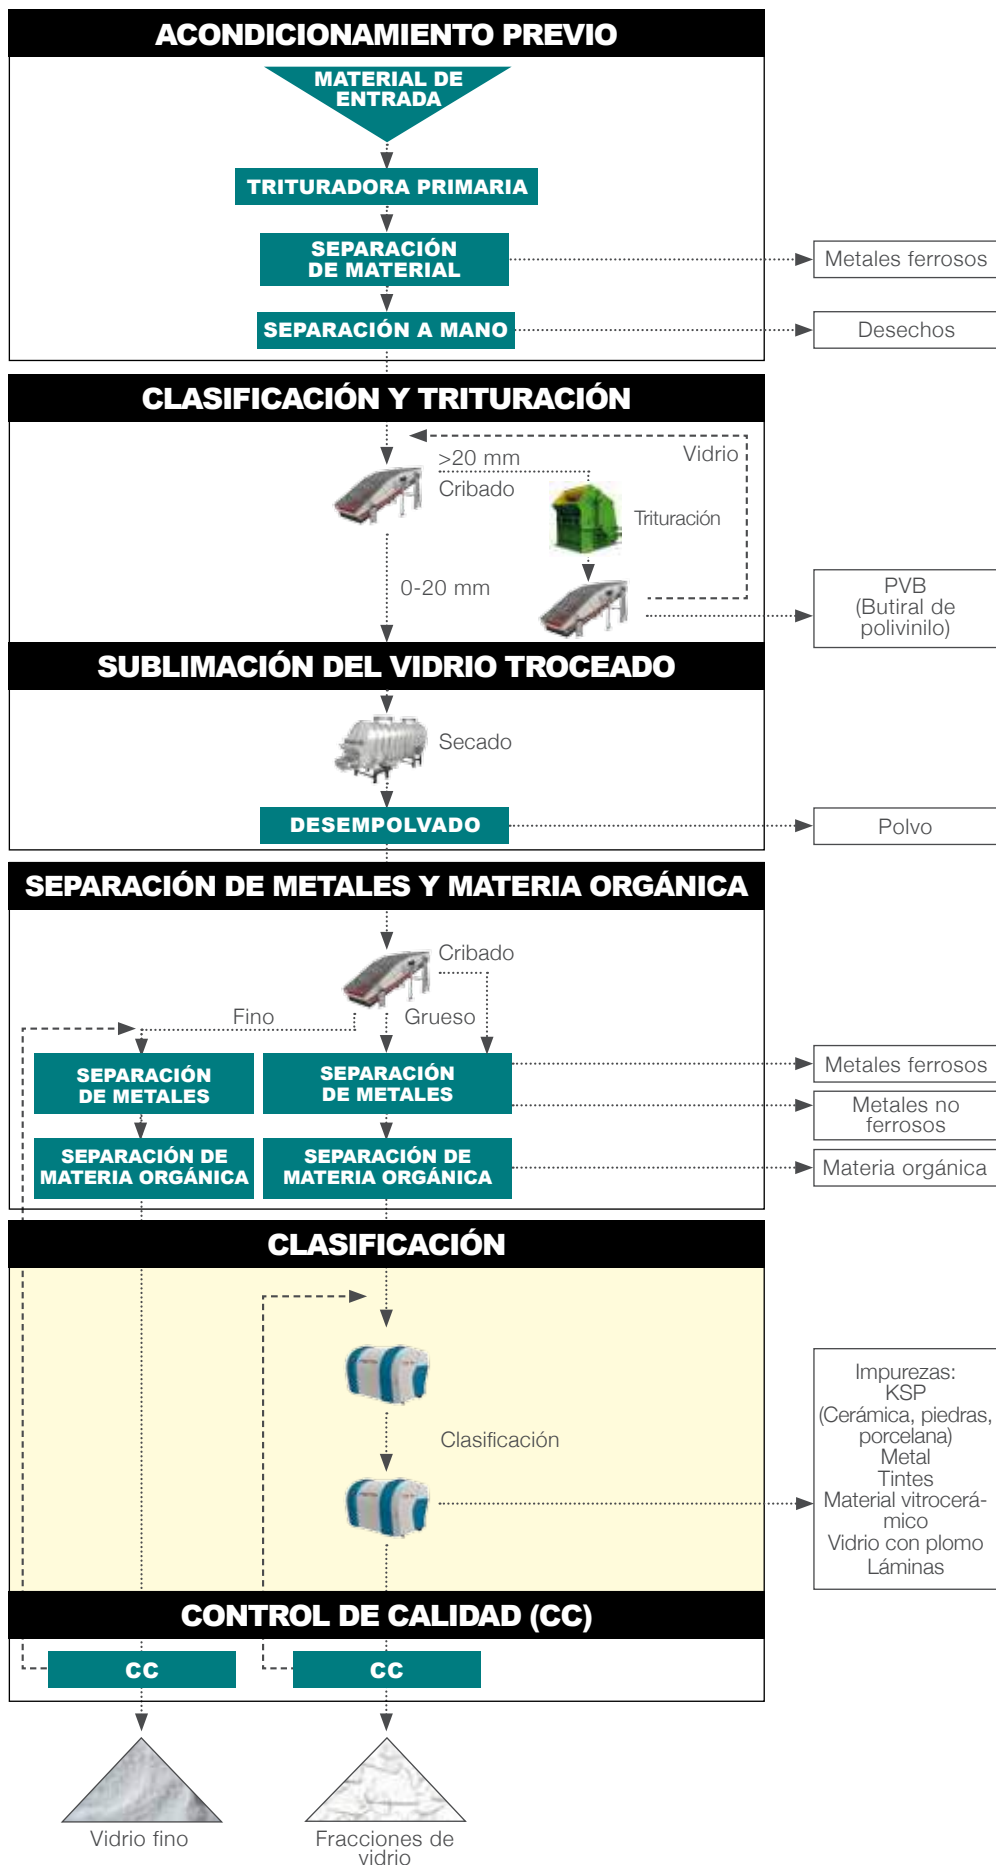 ACONDICIONAMIENTO PREVIO
MATERIAL DE
ENTRADA
TRITURADORA PRIMARIA
SEPARACIÓN
DE MATERIAL
Metales ferrosos
SEPARACIÓN A MANO
Desechos
CLASIFICACIÓN Y TRITURACIÓN
>20 mm
Cribado
Vidrio
Trituración
0-20 mm
PVB
(Butiral de
polivinilo)
SUBLIMACIÓN DEL VIDRIO TROCEADO
Secado
DESEMPOLVADO
Polvo
SEPARACIÓN DE METALES Y MATERIA ORGÁNICA
Cribado
Fino
Grueso
SEPARACIÓN
DE METALES
SEPARACIÓN
DE METALES
Metales ferrosos
Metales no
ferrosos
SEPARACIÓN DE
MATERIA ORGÁNICA
SEPARACIÓN DE
MATERIA ORGÁNICA
Materia orgánica
CLASIFICACIÓN
Clasificación
Impurezas:
KSP
(Cerámica, piedras,
porcelana)
Metal
Tintes
Material vitrocerá-
mico
Vidrio con plomo
Láminas
CONTROL DE CALIDAD (CC)
CC
CC
Vidrio fino
Fracciones de
vidrio